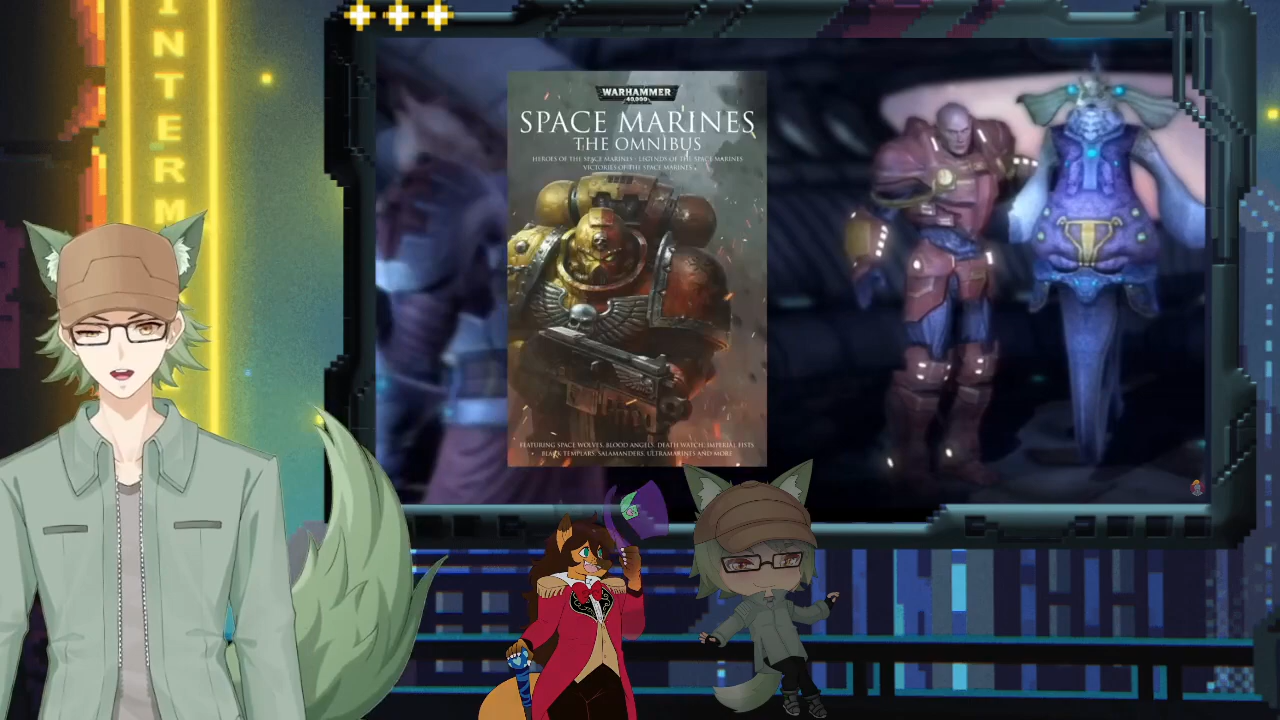 INTERM
WARHAMMER
40,000
SPACE MARINES
THE OMNIBUS
HEROES OF THE SPACE MARINES · LEGENDS OF THE SPACE MARINES
VICTORIES OF THE SPACE MARINES
FEATURING SPACE WOLVES, BLOOD ANGELS, DEATH WATCH, IMPERIAL FISTS
BLACK TEMPLARS, SALAMANDERS, ULTRAMARINES AND MORE